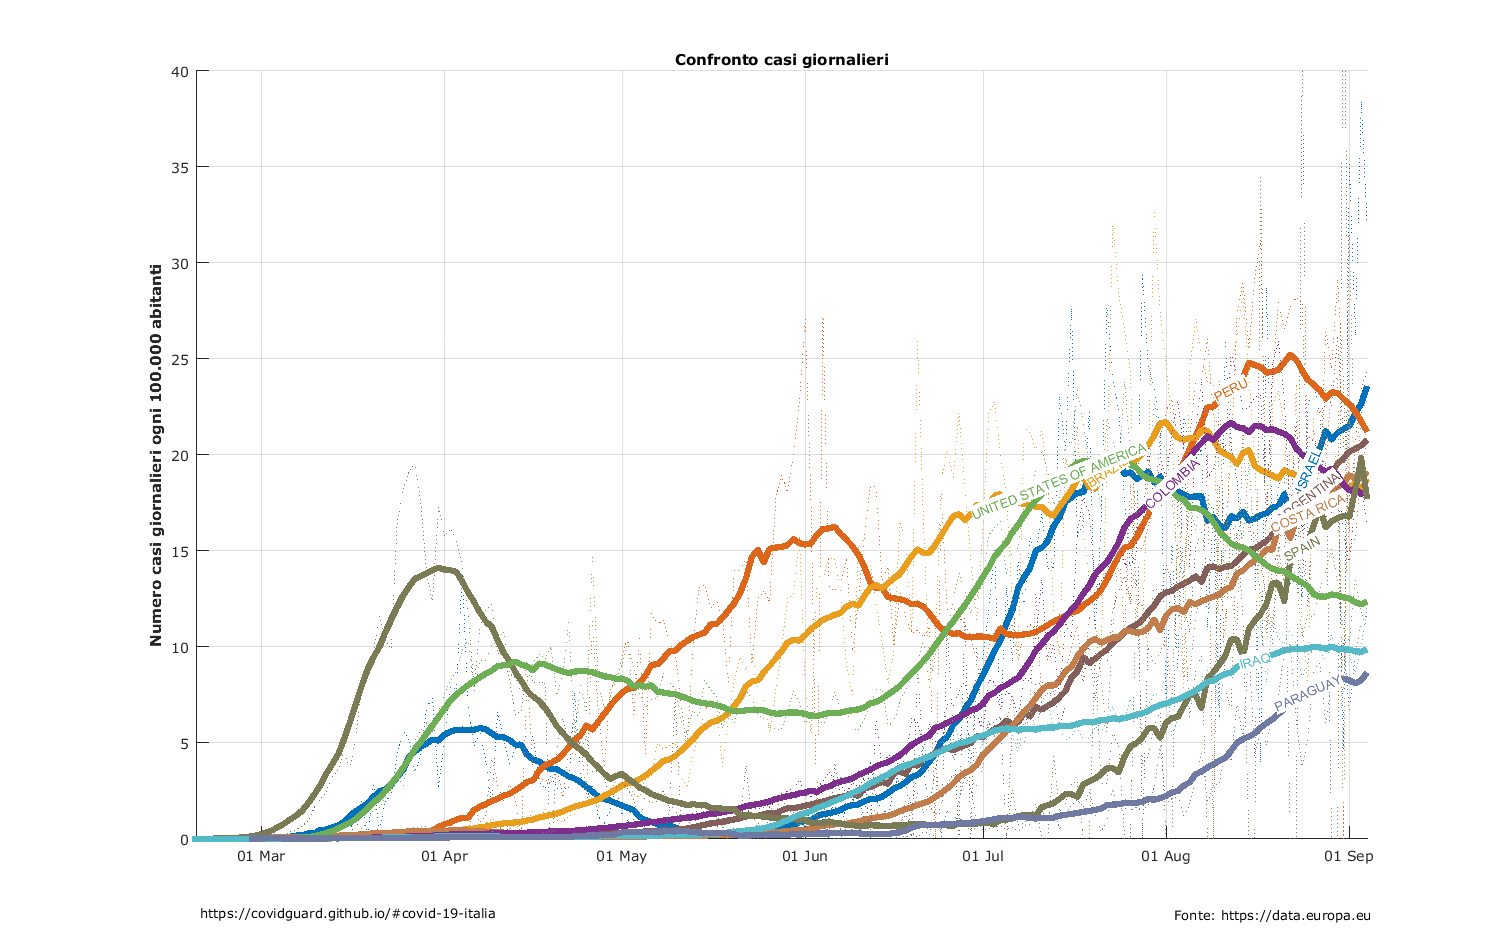 Confronto casi giornalieri
Numero casi giornalieri ogni 100.000 abitanti
40
35
30
25
20
15
10
5
0
PERU
UNITED STATES OF AMERICA
COLOMBIA
ISRAEL
COSTA RICA
SPAIN
IRAQ
PARAGUAY
01 Mar
01 Apr
01 May
01 Jun
01 Jul
01 Aug
01 Sep
https://covidguard.github.io/#covid-19-italia
Fonte: https://data.europa.eu